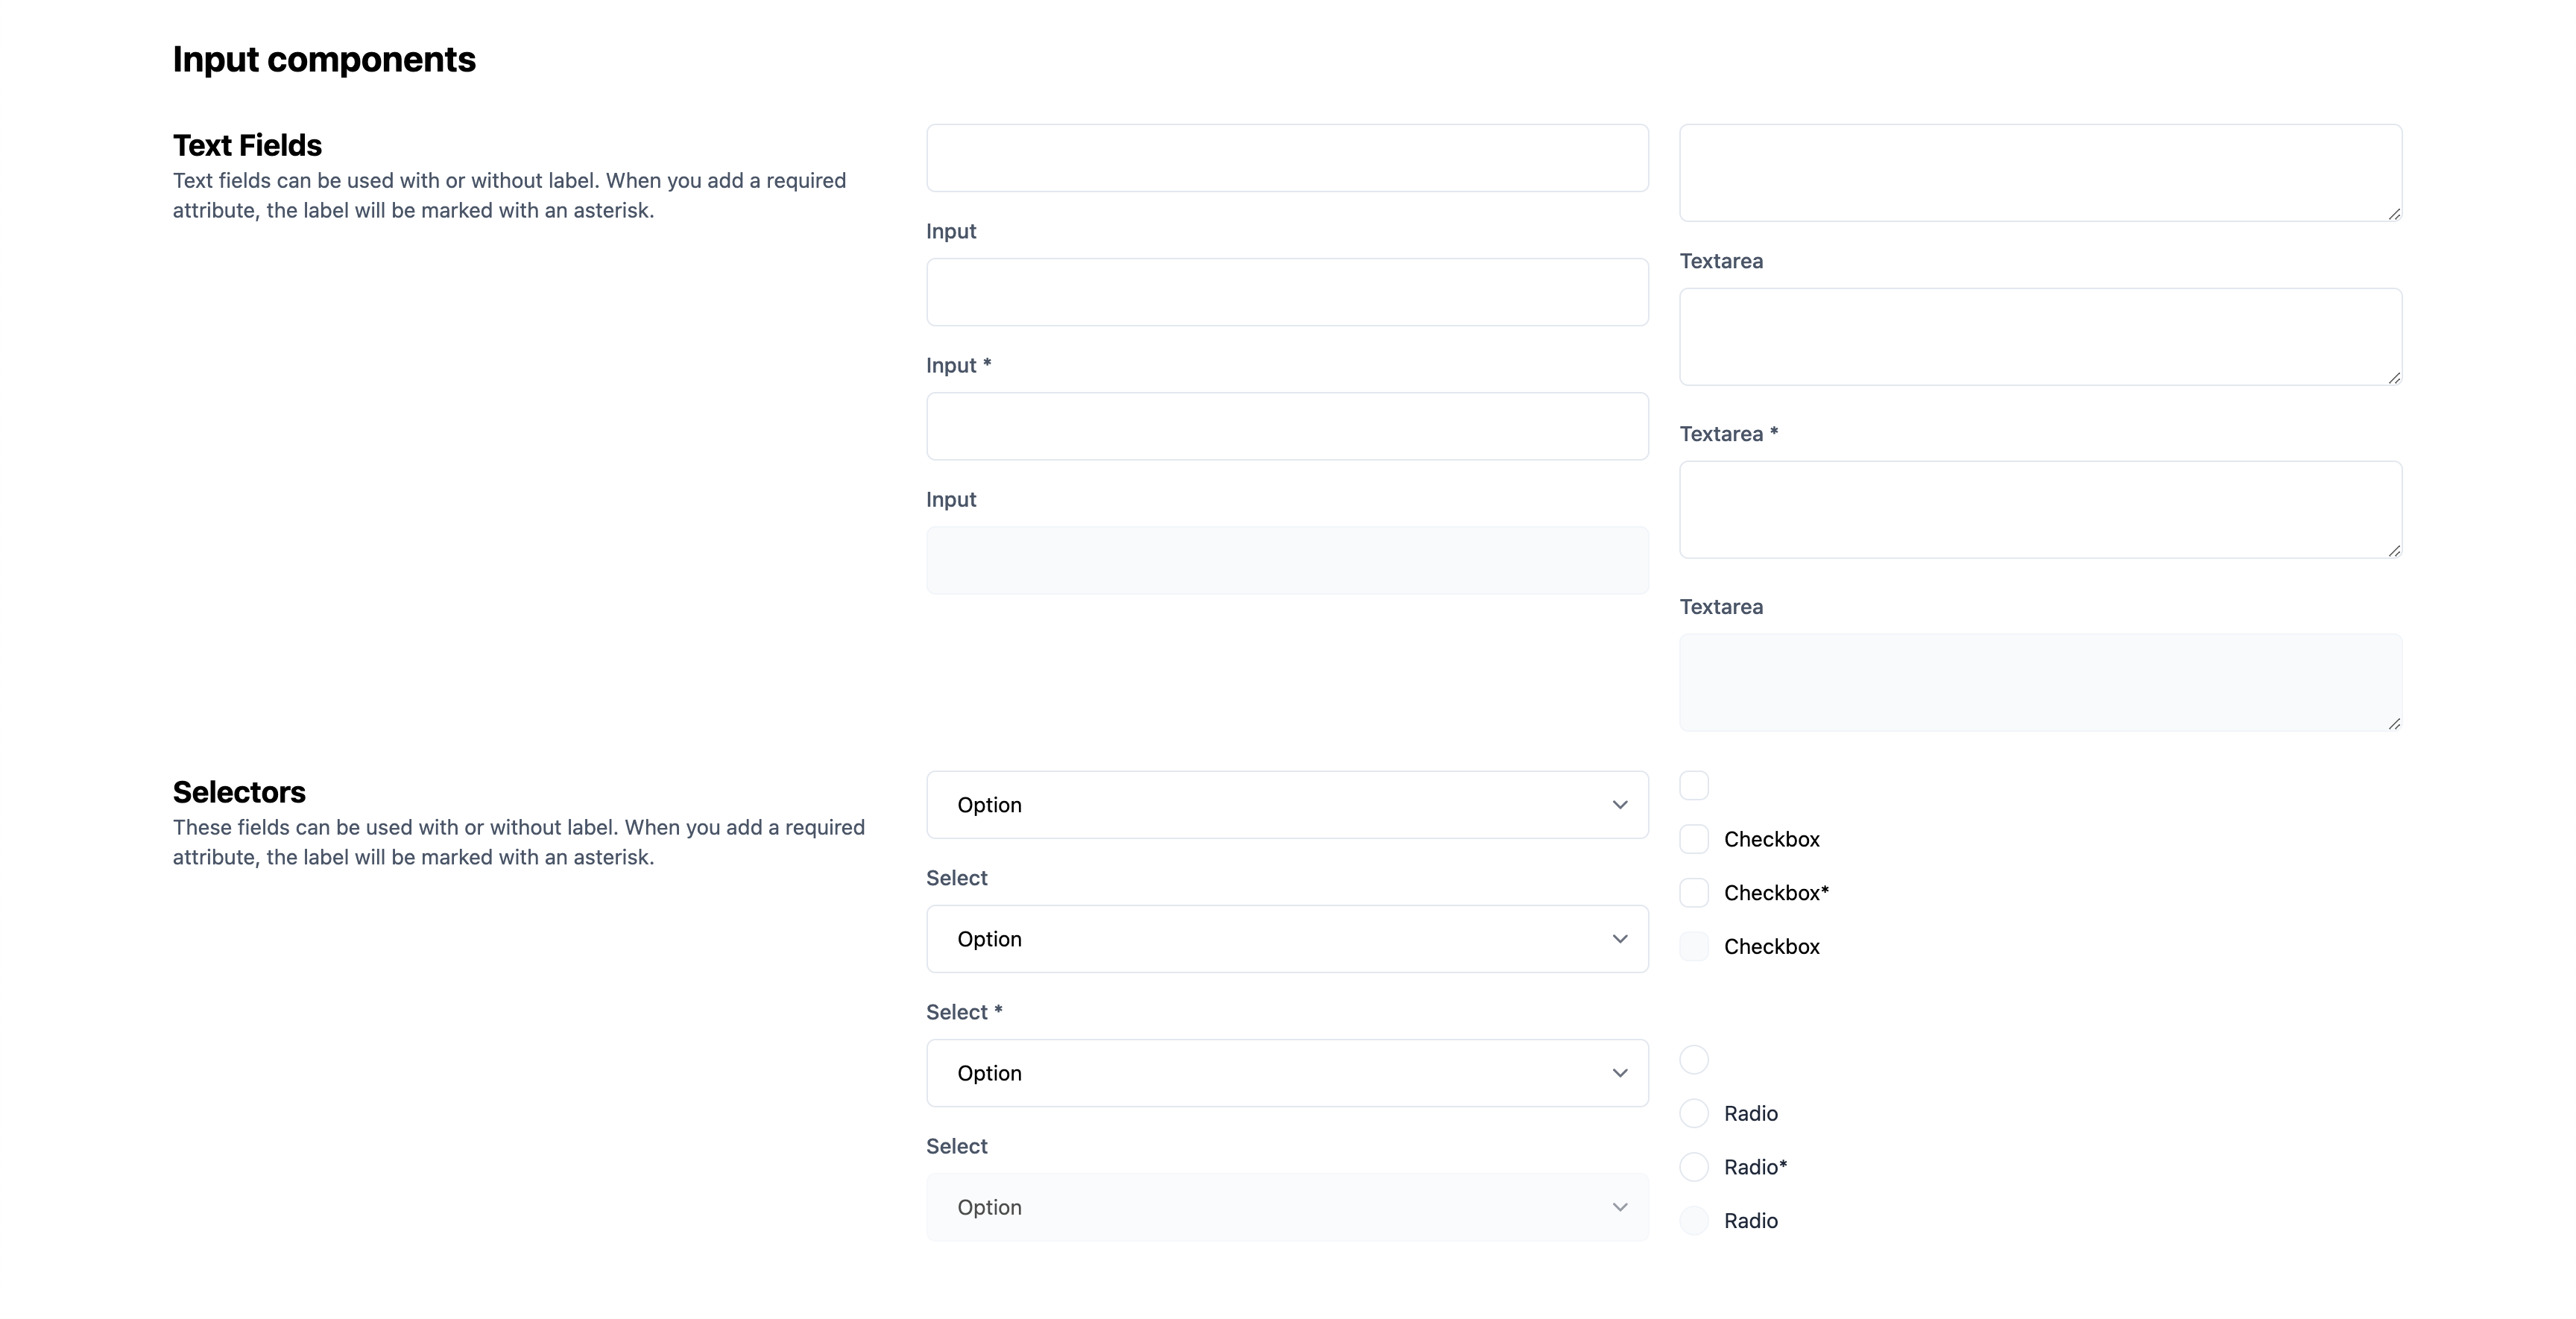 Input components
Text Fields
Text fields can be used with or without label. When you add a required
attribute, the label will be marked with an asterisk.
Input
Input *
Input
Textarea
Textarea *
Textarea
Selectors
These fields can be used with or without label. When you add a required
attribute, the label will be marked with an asterisk.
Option
Select
Option
Select *
Option
Select
Option
Checkbox
Checkbox*
Checkbox
Radio
Radio*
Radio